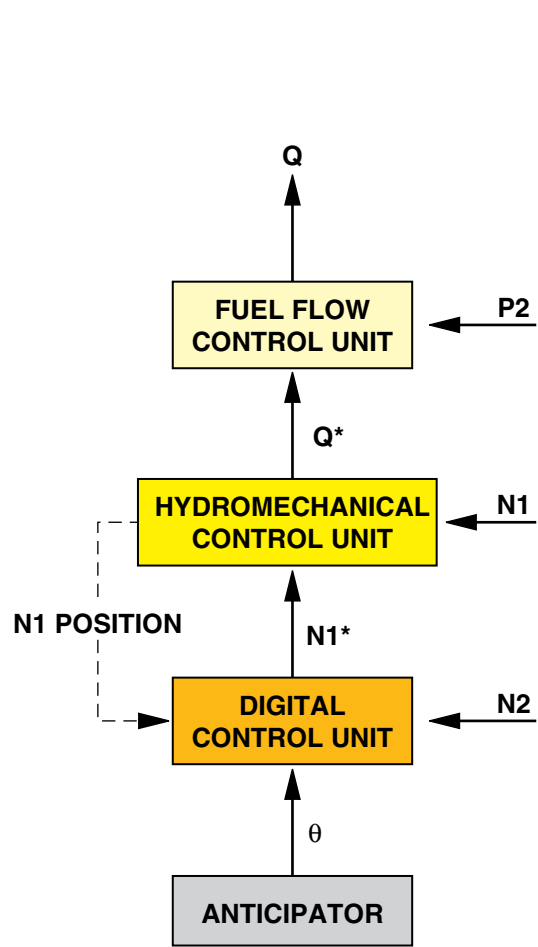 Q
FUEL FLOW
CONTROL UNIT
P2
Q*
HYDROMECHANICAL
CONTROL UNIT
N1
N1 POSITION
N1*
DIGITAL
CONTROL UNIT
N2
θ
ANTICIPATOR